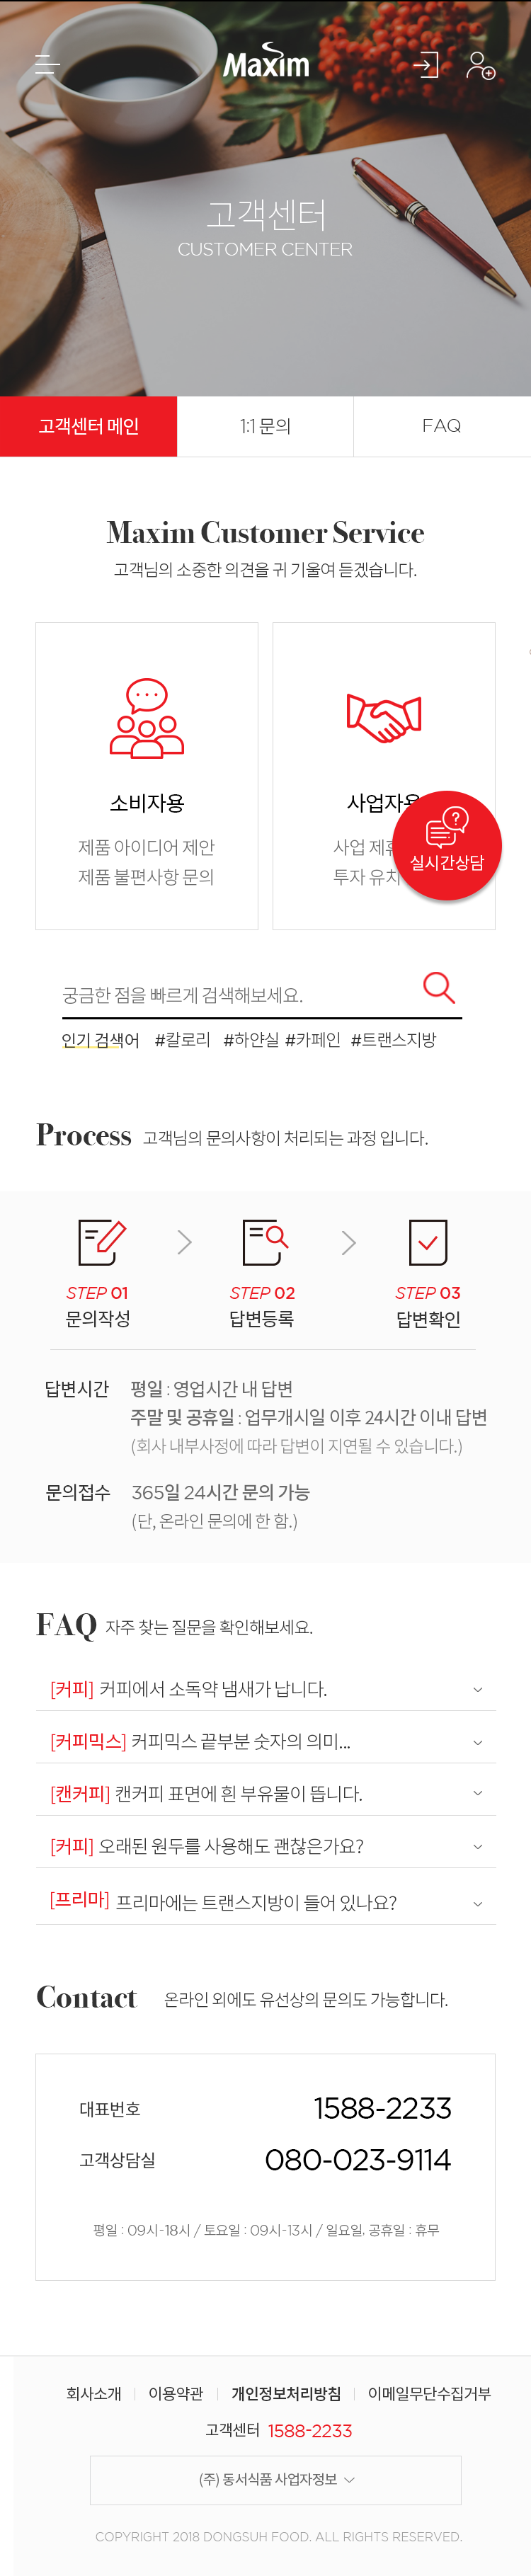 Maxim
고객센터
CUSTOMER CENTER
고객센터 메인
1:1 문의
FAQ
Maxim Customer Service
고객님의 소중한 의견을 귀 기울여 듣겠습니다.
소비자용
제품 아이디어 제안
제품 불편사항 문의
사업자용
사업 제휴
투자 유치
실시간상담
궁금한 점을 빠르게 검색해보세요.
인기 검색어 #칼로리 #하얀실 #카페인 #트랜스지방
Process 고객님의 문의사항이 처리되는 과정 입니다.
STEP 01
문의작성
STEP 02
답변등록
STEP 03
답변확인
답변시간 평일 : 영업시간 내 답변
주말 및 공휴일 : 업무개시일 이후 24시간 이내 답변
(회사 내부사정에 따라 답변이 지연될 수 있습니다.)
문의접수 365일 24시간 문의 가능
(단, 온라인 문의에 한 함.)
FAQ 자주 찾는 질문을 확인해보세요.
[커피] 커피에서 소독약 냄새가 납니다.
[커피믹스] 커피믹스 끝부분 숫자의 의미...
[캔커피] 캔커피 표면에 흰 부유물이 뜹니다.
[커피] 오래된 원두를 사용해도 괜찮은가요?
[프리마] 프리마에는 트랜스지방이 들어 있나요?
Contact 온라인 외에도 유선상의 문의도 가능합니다.
대표번호 1588-2233
고객상담실 080-023-9114
평일 : 09시-18시 / 토요일 : 09시-13시 / 일요일. 공휴일 : 휴무
회사소개 이용약관 개인정보처리방침 이메일무단수집거부
고객센터 1588-2233
(주) 동서식품 사업자정보
COPYRIGHT 2018 DONGSUH FOOD. ALL RIGHTS RESERVED.